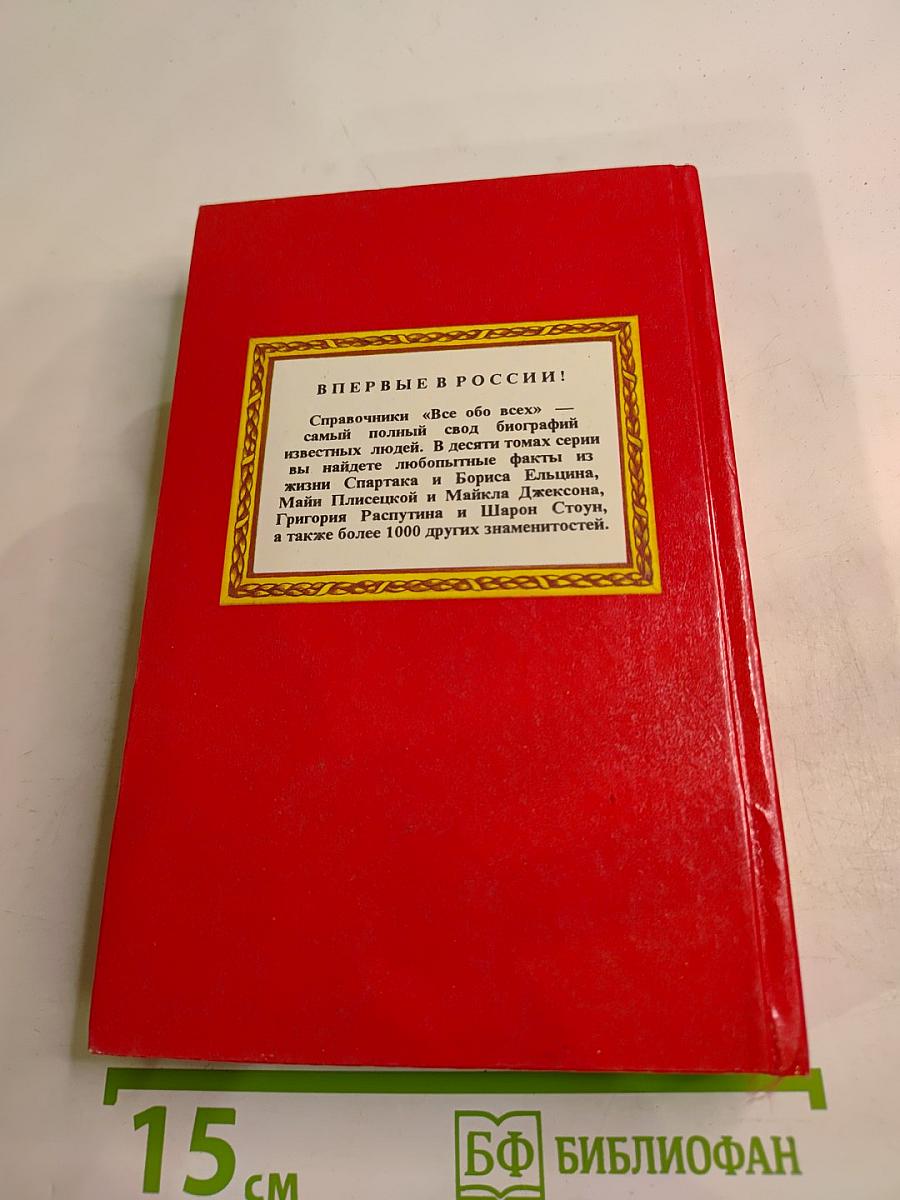 ВПЕРВЫЕ В РОССИИ!
Справочники «Все обо всех» —
самый полный свод биографий
известных людей. В десяти томах серии
вы найдете любопытные факты из
жизни Спартака и Бориса Ельцина,
Майи Плисецкой и Майкла Джексона,
Григория Распутина и Шарон Стоун,
а также более 1000 других знаменитостей.
15 см
БФ БИБЛИОФАН